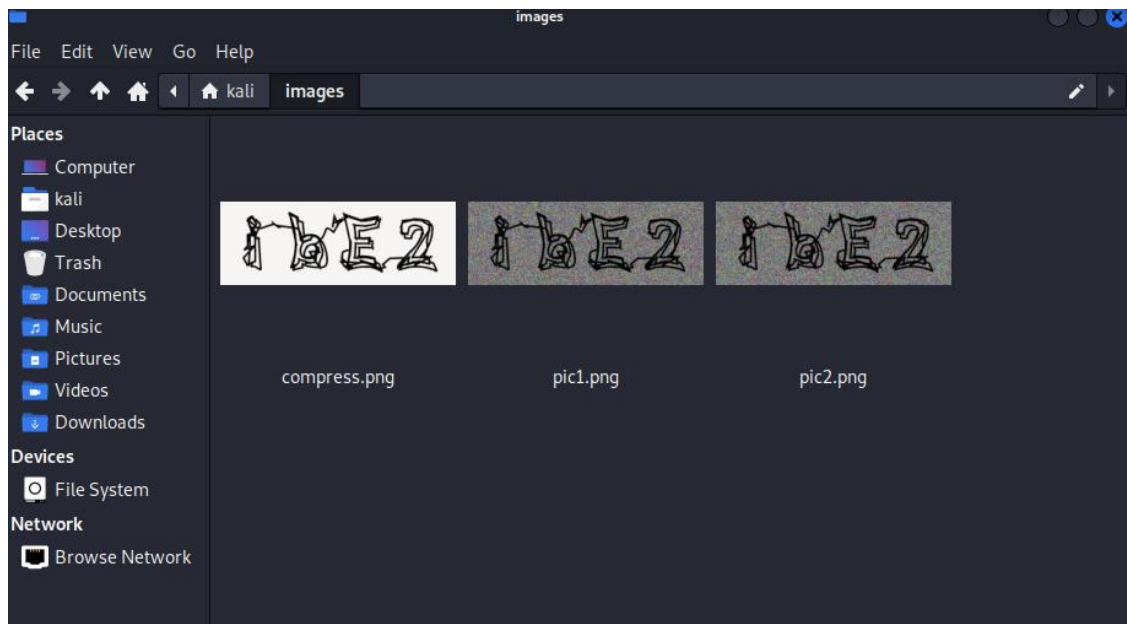 images
File Edit View Go Help
kali images
Places
Computer
kali
Desktop
Trash
Documents
Music
Pictures
Videos
Downloads
Devices
File System
Network
Browse Network
ibE2 ibE2 ibE2
compress.png pic1.png pic2.png